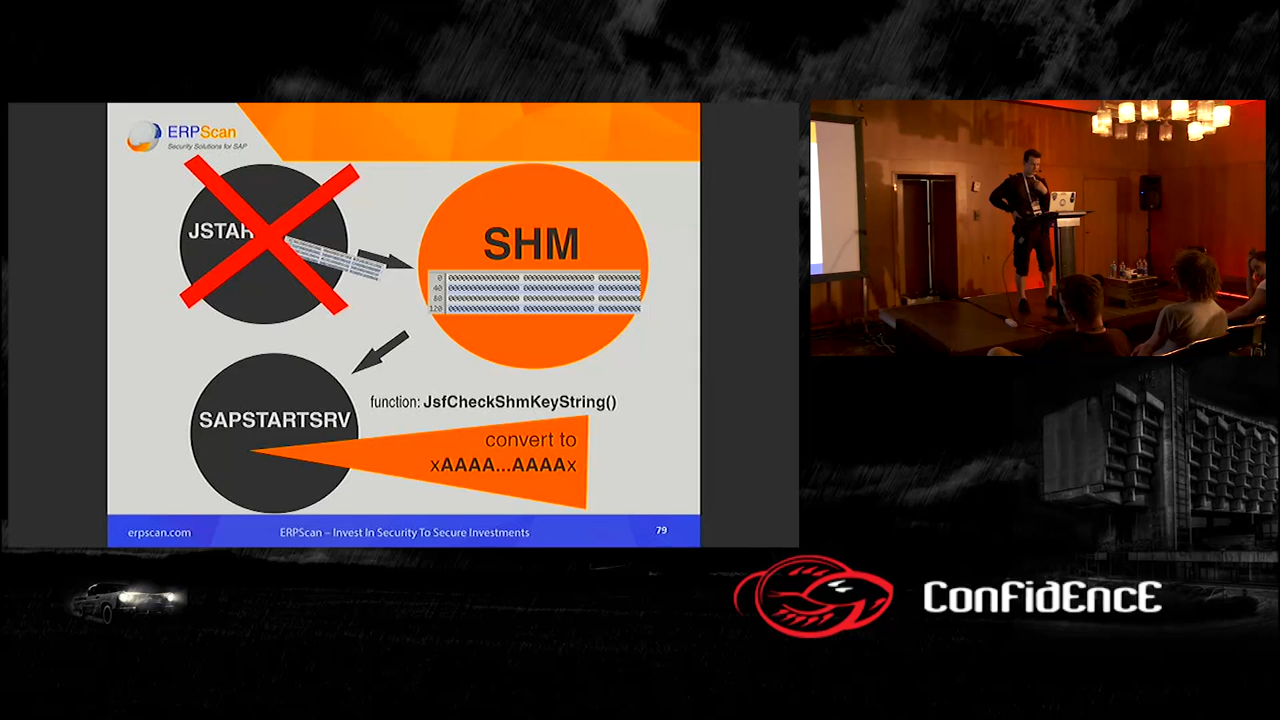 ERPScan
Security Solutions for SAP
JSTAR
SHM
0
40
80
120
SAPSTARTSRV
function: JsfCheckShmKeyString()
convert to
xAAAA...AAAAx
erpscan.com
ERPScan – Invest In Security To Secure Investments
79
CONFidENCE